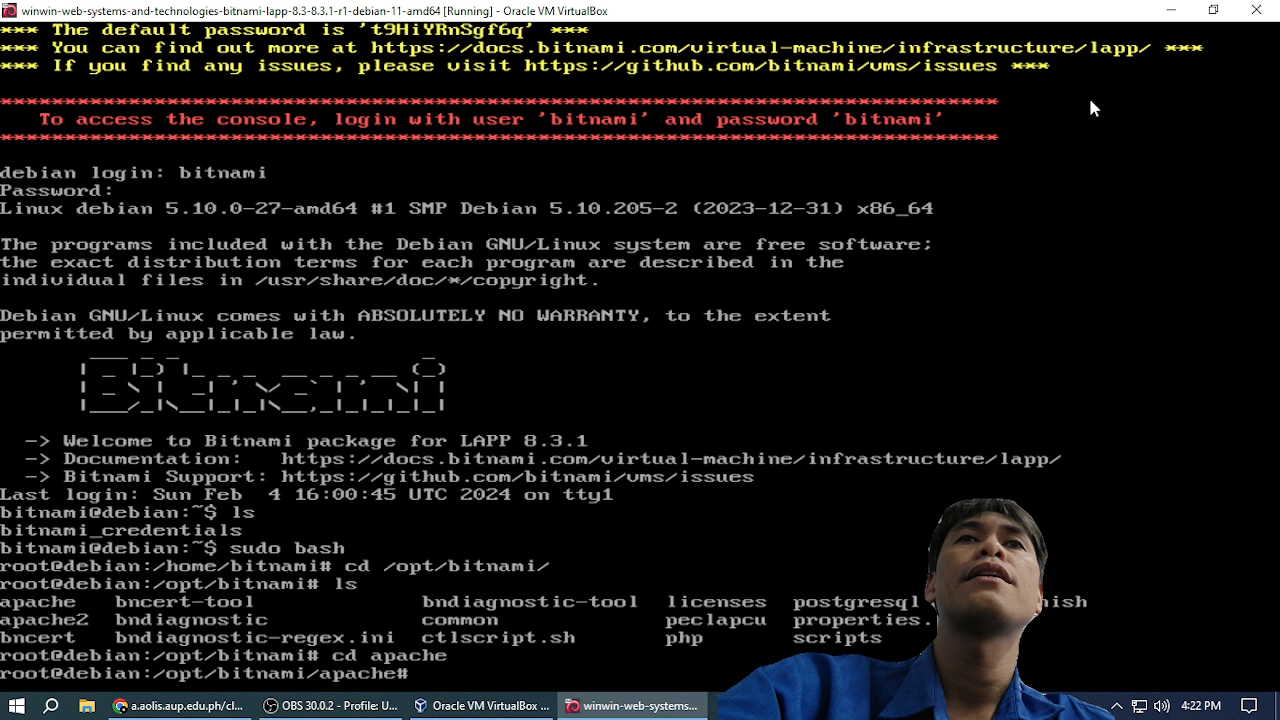 winwin-web-systems-and-technologies-bitnami-lapp-8.3-8.3.1-r1-debian-11-amd64 [Running] - Oracle VM VirtualBox
*** The default password is 't9HiYRnSgf6q' ***
*** You can find out more at https://docs.bitnami.com/virtual-machine/infrastructure/lapp/ ***
*** If you find any issues, please visit https://github.com/bitnami/vms/issues ***
To access the console, login with user 'bitnami' and password 'bitnami'
debian login: bitnami
Password:
Linux debian 5.10.0-27-amd64 #1 SMP Debian 5.10.205-2 (2023-12-31) x86_64
The programs included with the Debian GNU/Linux system are free software;
the exact distribution terms for each program are described in the
individual files in /usr/share/doc/*/copyright.
Debian GNU/Linux comes with ABSOLUTELY NO WARRANTY, to the extent
permitted by applicable law.
Bitnami
-> Welcome to Bitnami package for LAPP 8.3.1
-> Documentation: https://docs.bitnami.com/virtual-machine/infrastructure/lapp/
-> Bitnami Support: https://github.com/bitnami/vms/issues
Last login: Sun Feb 4 16:00:45 UTC 2024 on tty1
bitnami@debian:~$ ls
bitnami_credentials
bitnami@debian:~$ sudo bash
root@debian:/home/bitnami# cd /opt/bitnami/
root@debian:/opt/bitnami# ls
apache bncert-tool bndiagnostic-tool licenses postgresql
apache2 bndiagnostic common peclapcu properties.
bncert bndiagnostic-regex.ini ctlscript.sh php scripts
root@debian:/opt/bitnami# cd apache
root@debian:/opt/bitnami/apache#
a.aolis.aup.edu.ph/cl... OBS 30.0.2 - Profile: U... Oracle VM VirtualBox ... winwin-web-systems... 4:22 PM